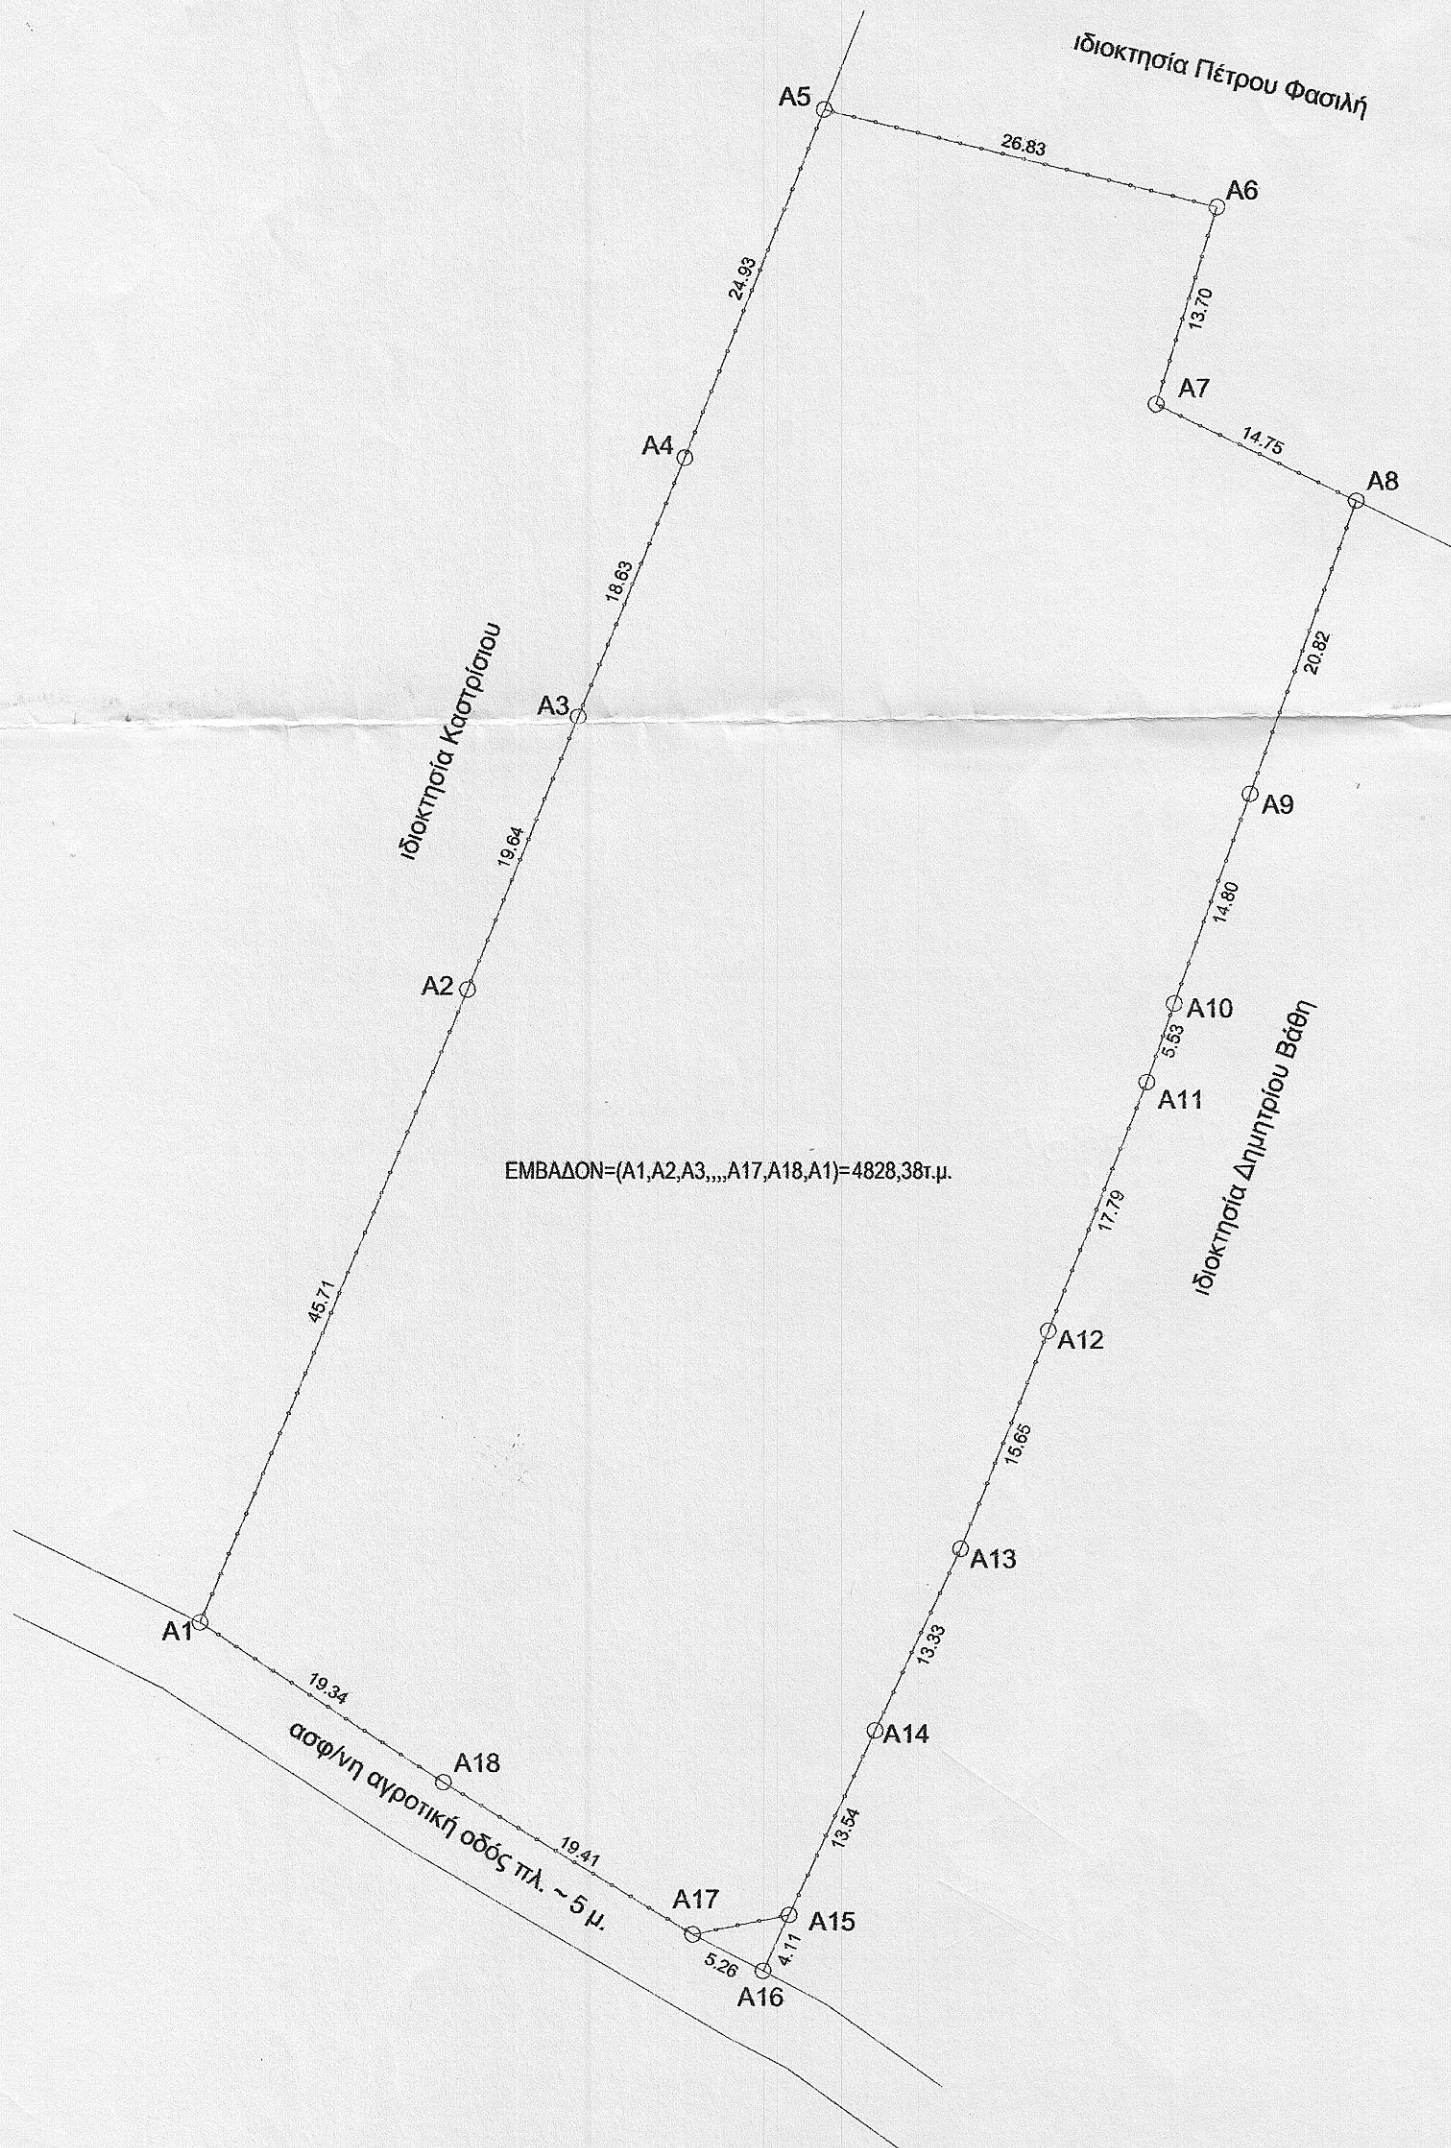 ιδιοκτησία Πέτρου Φασιλή
A5
26.83
A6
24.93
13.70
A7
A4
14.75
A8
18.63
ιδιοκτησία Καστρίσιου
20.82
A3
A9
19.64
14.80
A2
A10
5.53
A11
ιδιοκτησία Δημητρίου Βάθη
ΕΜΒΑΔΟΝ=(A1,A2,A3,,,,A17,A18,A1)=4828,38τ.μ.
17.79
45.71
A12
15.65
A13
A1
13.33
19.34
A14
ασφ/νη αγροτική οδός πλ. ~ 5 μ.
A18
13.54
19.41
A17
A15
4.11
5.26
A16